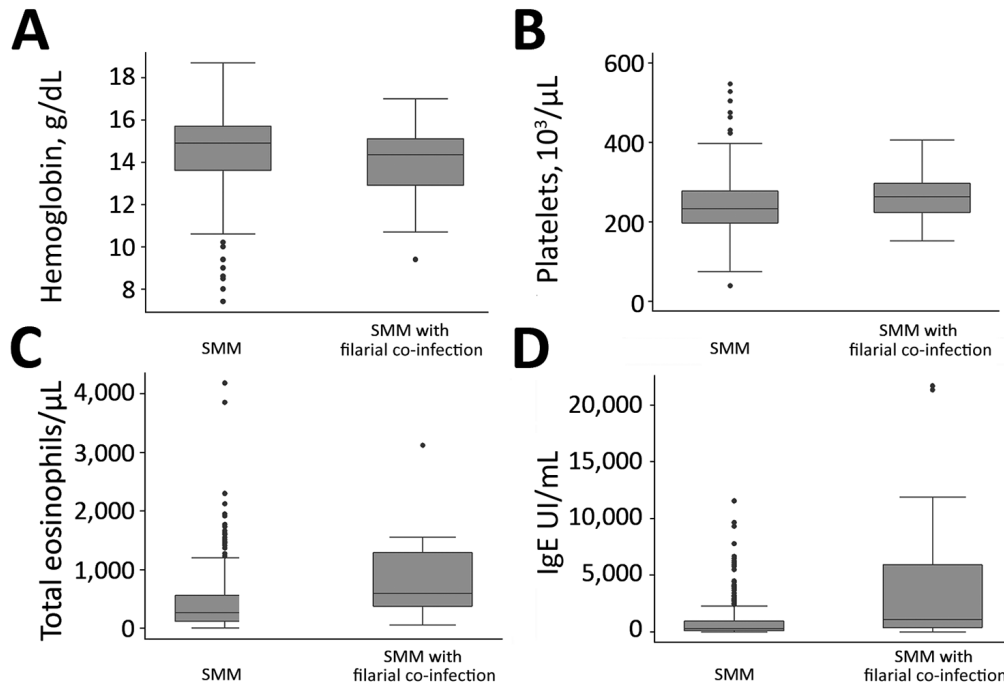 A
Hemoglobin, g/dL
18
16
14
12
10
8
SMM
SMM with
filarial co-infection
B
Platelets, 10³/µL
600
400
200
0
SMM
SMM with
filarial co-infection
C
Total eosinophils/µL
4,000
3,000
2,000
1,000
0
SMM
SMM with
filarial co-infection
D
IgE UI/mL
20,000
15,000
10,000
5,000
0
SMM
SMM with
filarial co-infection